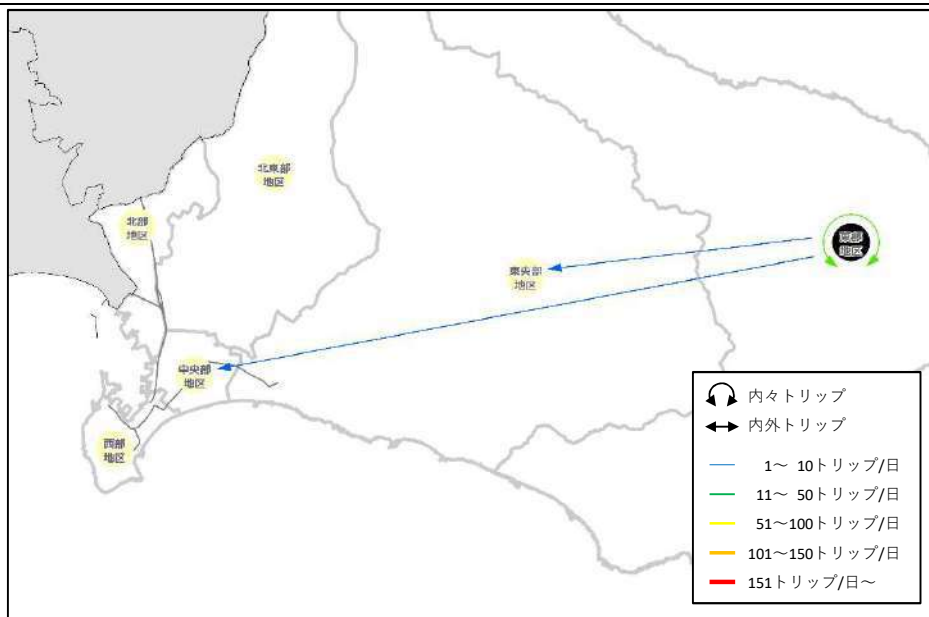 北東部
地区
北部
地区
東部
地区
東央部
地区
中央部
地区
西部
地区
内々トリップ
内外トリップ
1～ 10トリップ/日
11～ 50トリップ/日
51～100トリップ/日
101～150トリップ/日
151トリップ/日～